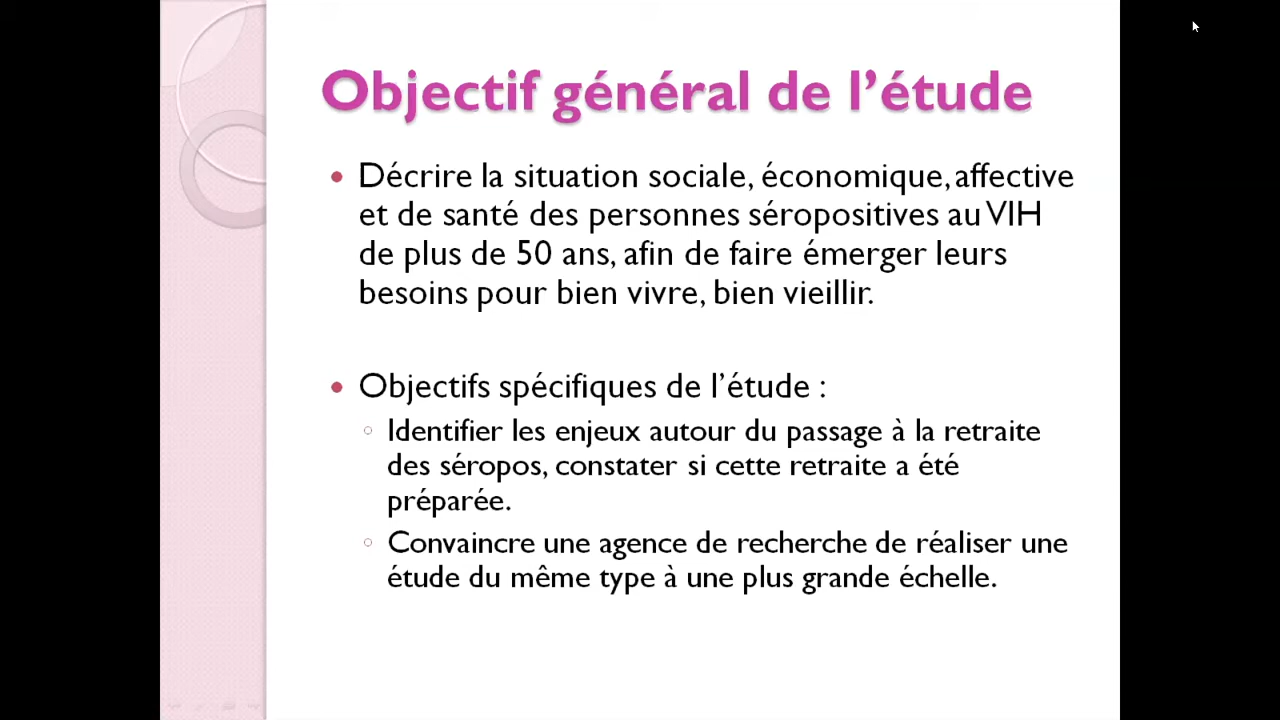 Objectif général de l’étude
• Décrire la situation sociale, économique, affective
et de santé des personnes séropositives au VIH
de plus de 50 ans, afin de faire émerger leurs
besoins pour bien vivre, bien vieillir.
• Objectifs spécifiques de l’étude :
◦ Identifier les enjeux autour du passage à la retraite
des séropos, constater si cette retraite a été
préparée.
◦ Convaincre une agence de recherche de réaliser une
étude du même type à une plus grande échelle.